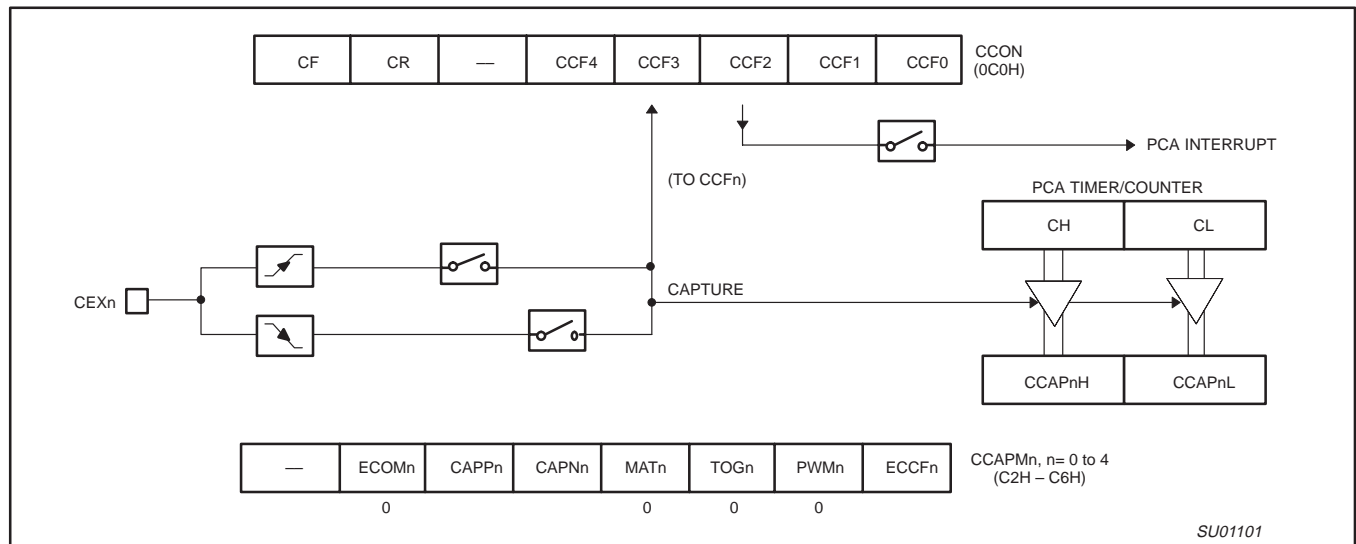 CF CR — CCF4 CCF3 CCF2 CCF1 CCF0
CCON
(0C0H)
PCA INTERRUPT
(TO CCFn)
PCA TIMER/COUNTER
CH CL
CEXn
CAPTURE
CCAPnH CCAPnL
— ECOMn CAPPn CAPNn MATn TOGn PWMn ECCFn
CCAPMn, n= 0 to 4
(C2H – C6H)
0 0 0 0
SU01101